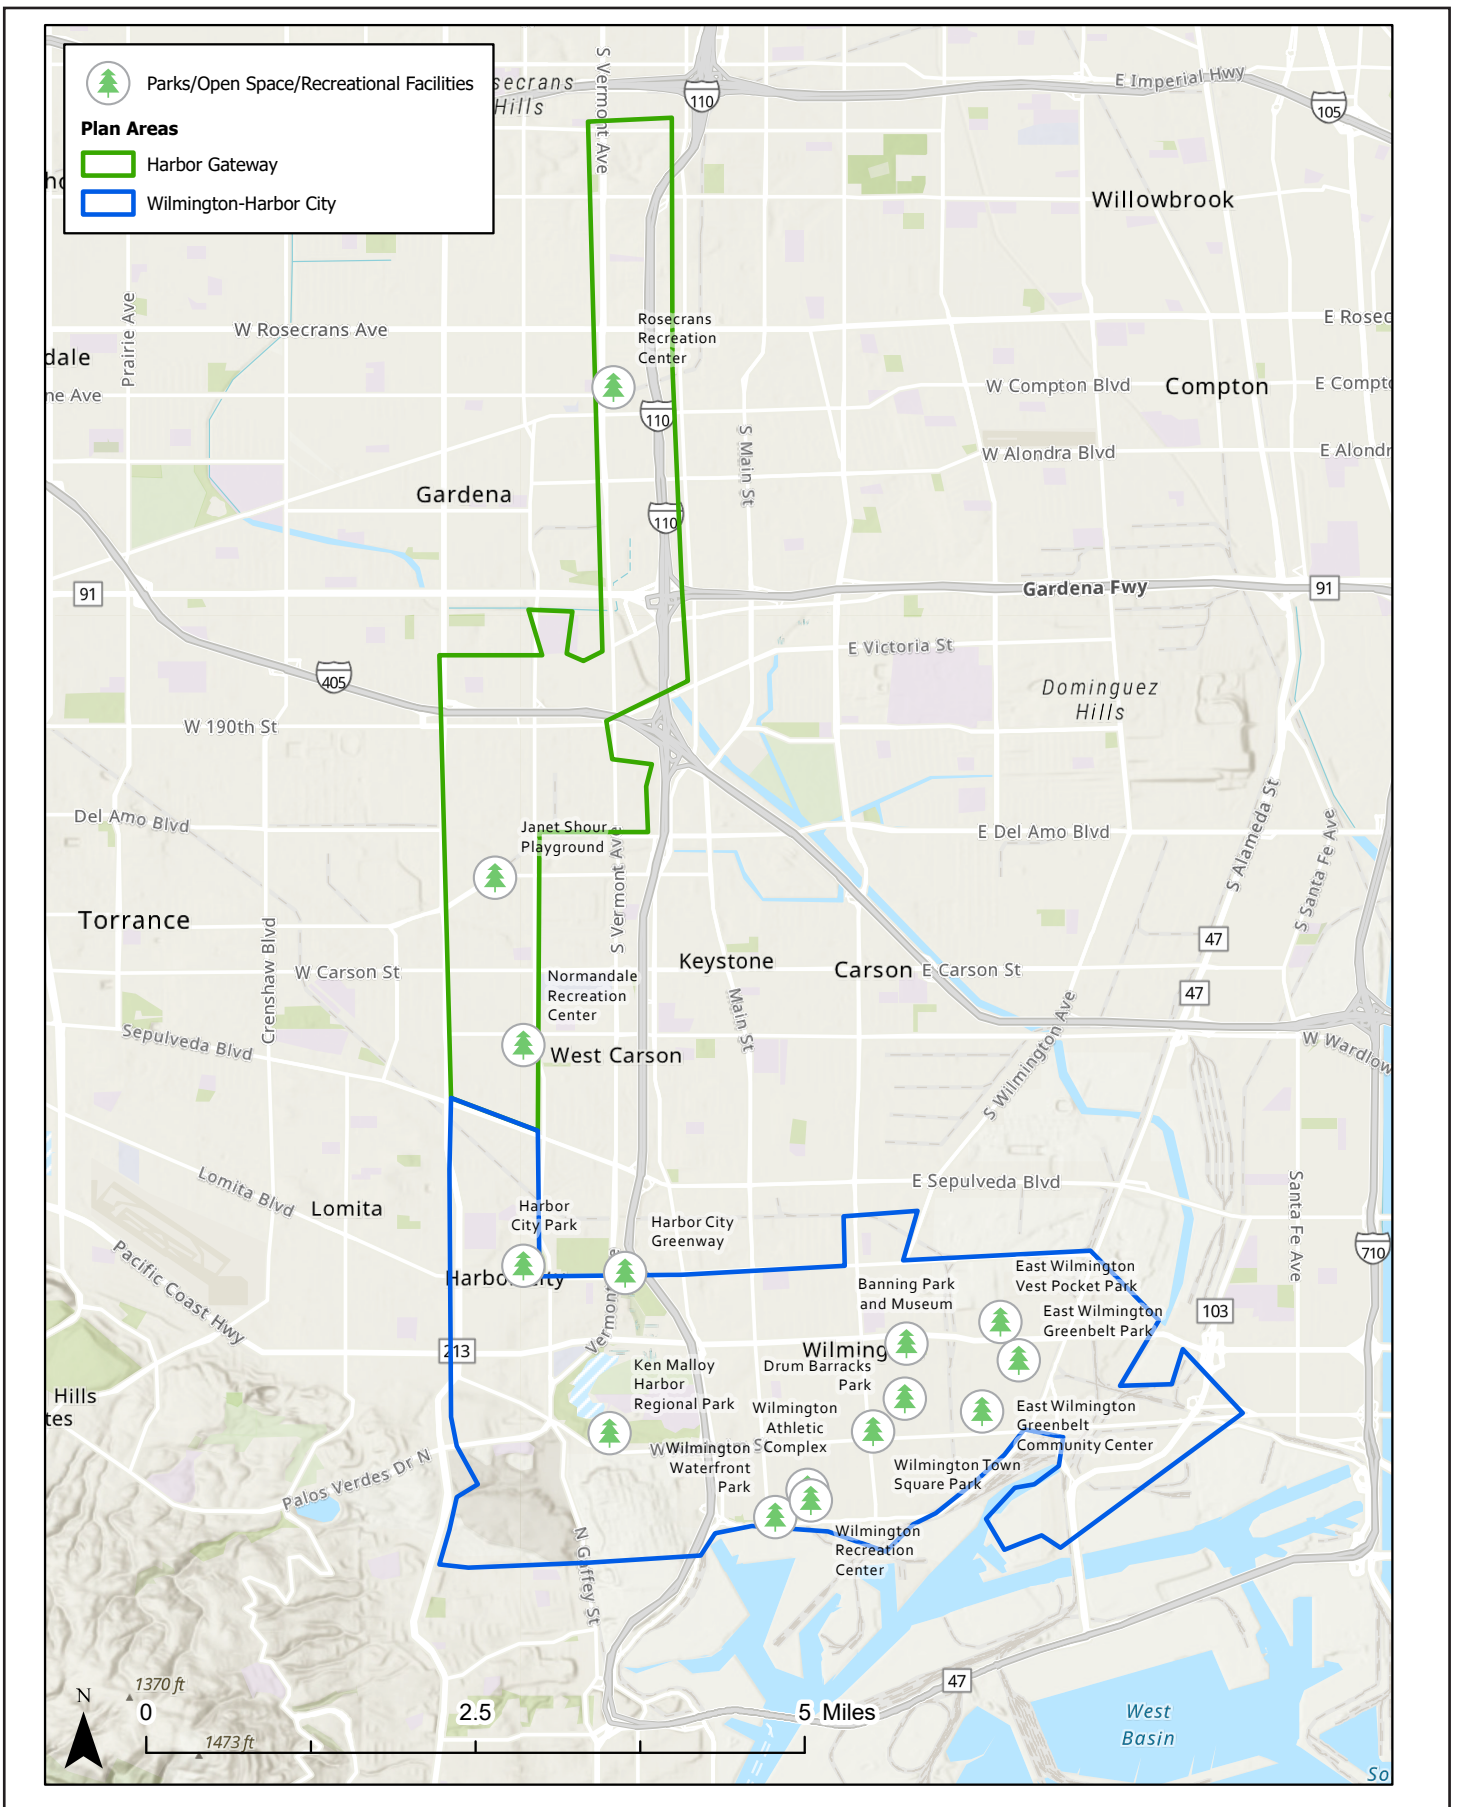 Parks/Open Space/Recreational Facilities
Plan Areas
Harbor Gateway
Wilmington-Harbor City
secrans
Hills
S Vermont Ave
110
E Imperial Hwy
105
Willowbrook
Prairie Ave
W Rosecrans Ave
Rosecrans
Recreation
Center
E Rosec
dale
ne Ave
W Compton Blvd
Compton
E Compto
110
S Main St
W Alondra Blvd
E Alondr
Gardena
110
91
Gardena Fwy
91
E Victoria St
405
Dominguez
Hills
W 190th St
Del Amo Blvd
Janet Shour
Playground
E Del Amo Blvd
S Vermont Ave
S Alameda St
S Santa Fe Ave
Torrance
Crenshaw Blvd
W Carson St
Keystone
Carson
E Carson St
47
47
Normandale
Recreation
Center
Main St
Sepulveda Blvd
West Carson
S Wilmington Ave
W Wardlow
Lomita Blvd
Lomita
E Sepulveda Blvd
Santa Fe Ave
Harbor
City Park
Harbor City
Greenway
710
Pacific Coast Hwy
Harbo
ity
Vermont
e
Banning Park
and Museum
East Wilmington
Vest Pocket Park
East Wilmington
Greenbelt Park
103
213
Wilming
Ken Malloy
Harbor
Regional Park
Drum Barracks
Park
Hills
tes
Wilmington
Athletic
Complex
East Wilmington
Greenbelt
Community Center
W
S
Wilmington
Waterfront
Park
Wilmington Town
Square Park
Palos Verdes Dr N
N Gaffey St
Wilmington
Recreation
Center
47
West
Basin
So
1370 ft
1473 ft
N
0
2.5
5 Miles